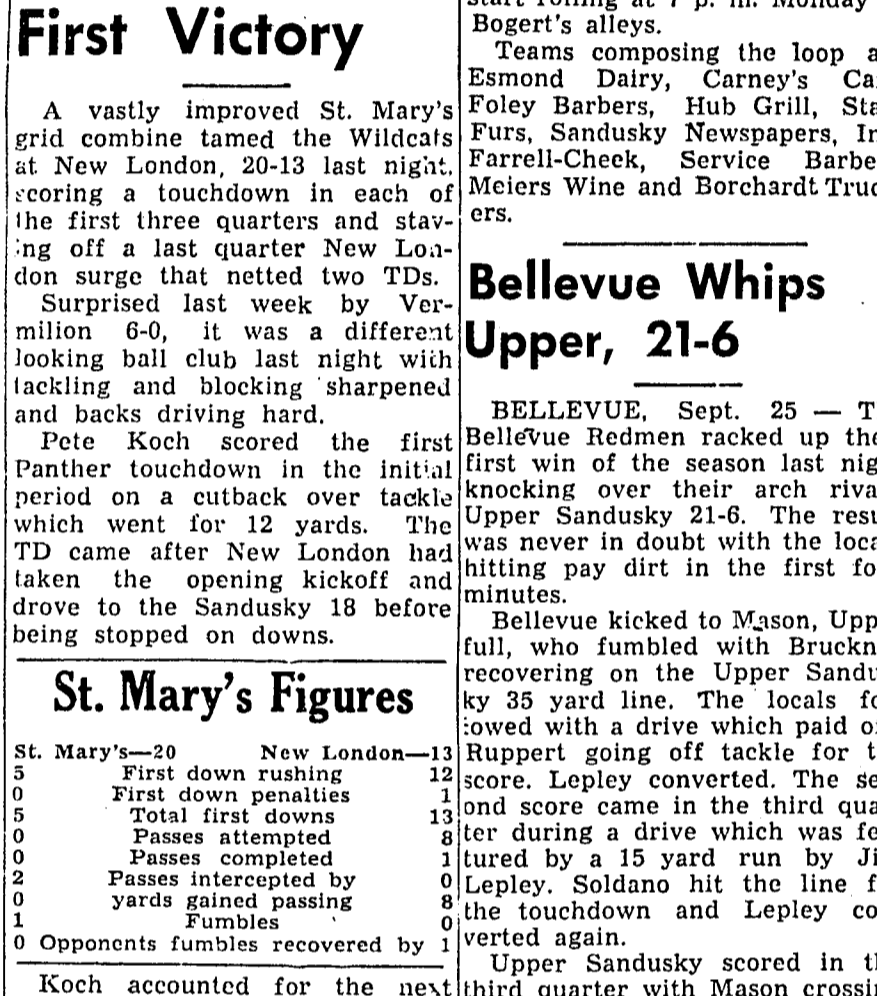 First Victory
A vastly improved St. Mary's
grid combine tamed the Wildcats
at New London, 20-13 last night,
scoring a touchdown in each of
the first three quarters and stav-
ing off a last quarter New Lon-
don surge that netted two TDs.
Surprised last week by Ver-
milion 6-0, it was a different
looking ball club last night with
tackling and blocking sharpened
and backs driving hard.
Pete Koch scored the first
Panther touchdown in the initial
period on a cutback over tackle
which went for 12 yards. The
TD came after New London had
taken the opening kickoff and
drove to the Sandusky 18 before
being stopped on downs.
St. Mary's Figures
St. Mary's—20 New London—13
5 First down rushing 12
0 First down penalties 1
5 Total first downs 13
0 Passes attempted 8
0 Passes completed 1
2 Passes intercepted by 0
0 yards gained passing 8
1 Fumbles 0
0 Opponents fumbles recovered by 1
Koch accounted for the next
start rolling at 7 p. m. Monday
Bogert's alleys.
Teams composing the loop a
Esmond Dairy, Carney's Ca
Foley Barbers, Hub Grill, Sta
Furs, Sandusky Newspapers, In
Farrell-Check, Service Barbe
Meiers Wine and Borchardt Truc
ers.
Bellevue Whips
Upper, 21-6
BELLEVUE, Sept. 25 — T
Bellevue Redmen racked up the
first win of the season last nig
knocking over their arch riva
Upper Sandusky 21-6. The resu
was never in doubt with the loca
hitting pay dirt in the first fo
minutes.
Bellevue kicked to Mason, Upp
full, who fumbled with Bruckn
recovering on the Upper Sandu
ky 35 yard line. The locals fo
lowed with a drive which paid o
Ruppert going off tackle for t
score. Lepley converted. The se
ond score came in the third qua
ter during a drive which was fe
tured by a 15 yard run by Ji
Lepley. Soldano hit the line f
the touchdown and Lepley co
verted again.
Upper Sandusky scored in th
third quarter with Mason crossin